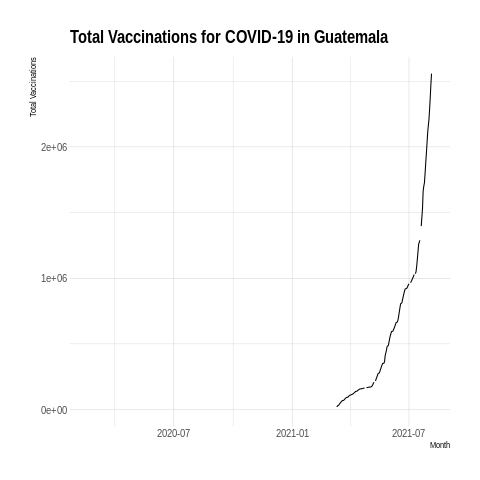 Total Vaccinations for COVID-19 in Guatemala
Total Vaccinations
2e+06
1e+06
0e+00
2020-07
2021-01
2021-07
Month